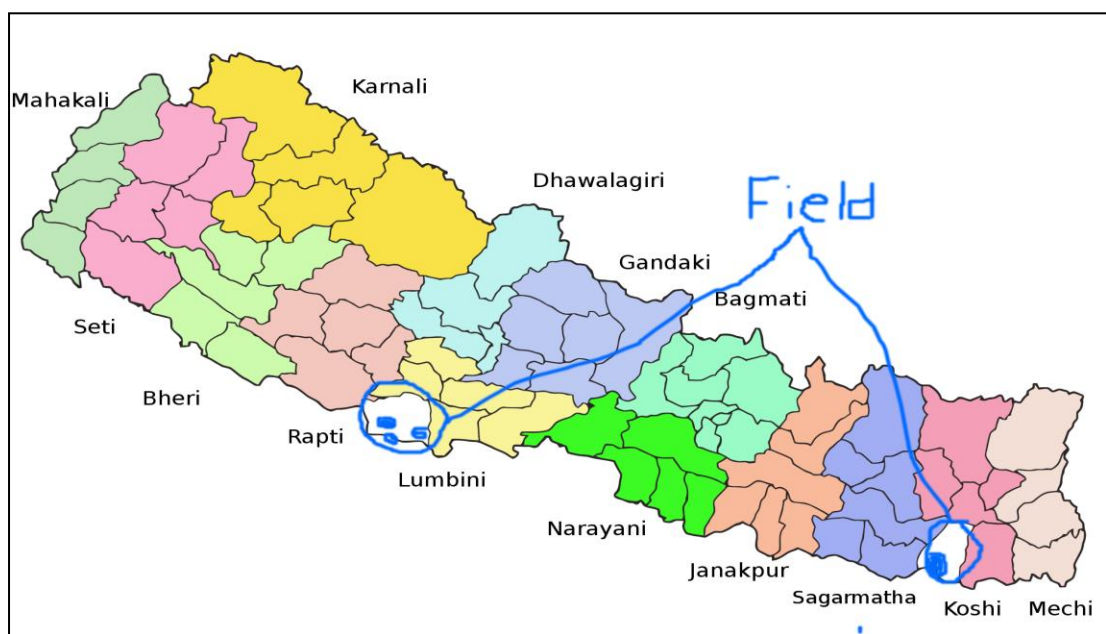 Karnali
Mahakali
Dhawalagiri
Field
Gandaki
Bagmati
Seti
Bheri
Rapti
Lumbini
Narayani
Janakpur
Sagarmatha
Koshi
Mechi